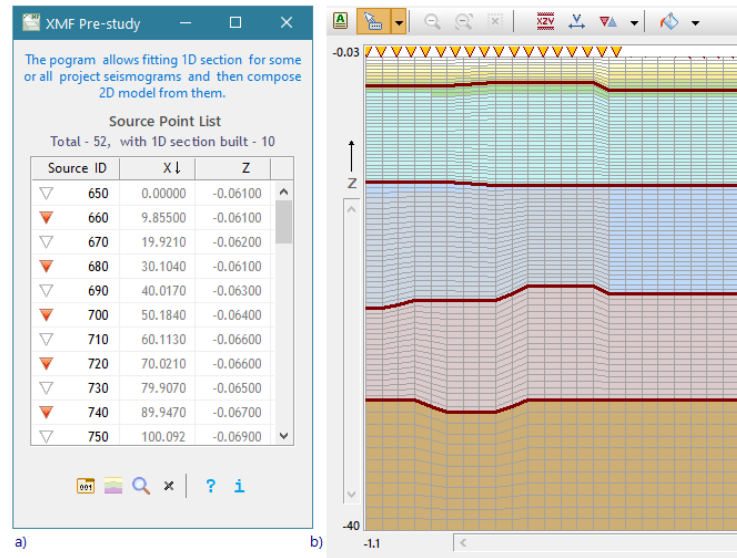 XMF Pre-study
The pogram allows fitting 1D section for some
or all project seismograms and then compose
2D model from them.
Source Point List
Total - 52, with 1D section built - 10
Source ID X↓ Z
650 0.00000 -0.06100
660 9.85500 -0.06100
670 19.9210 -0.06200
680 30.1040 -0.06100
690 40.0170 -0.06300
700 50.1840 -0.06400
710 60.1130 -0.06600
720 70.0210 -0.06600
730 79.9070 -0.06500
740 89.9470 -0.06700
750 100.092 -0.06900
001 ? i
a)
A X2V V
-0.03
Z
-40
-1.1
b)